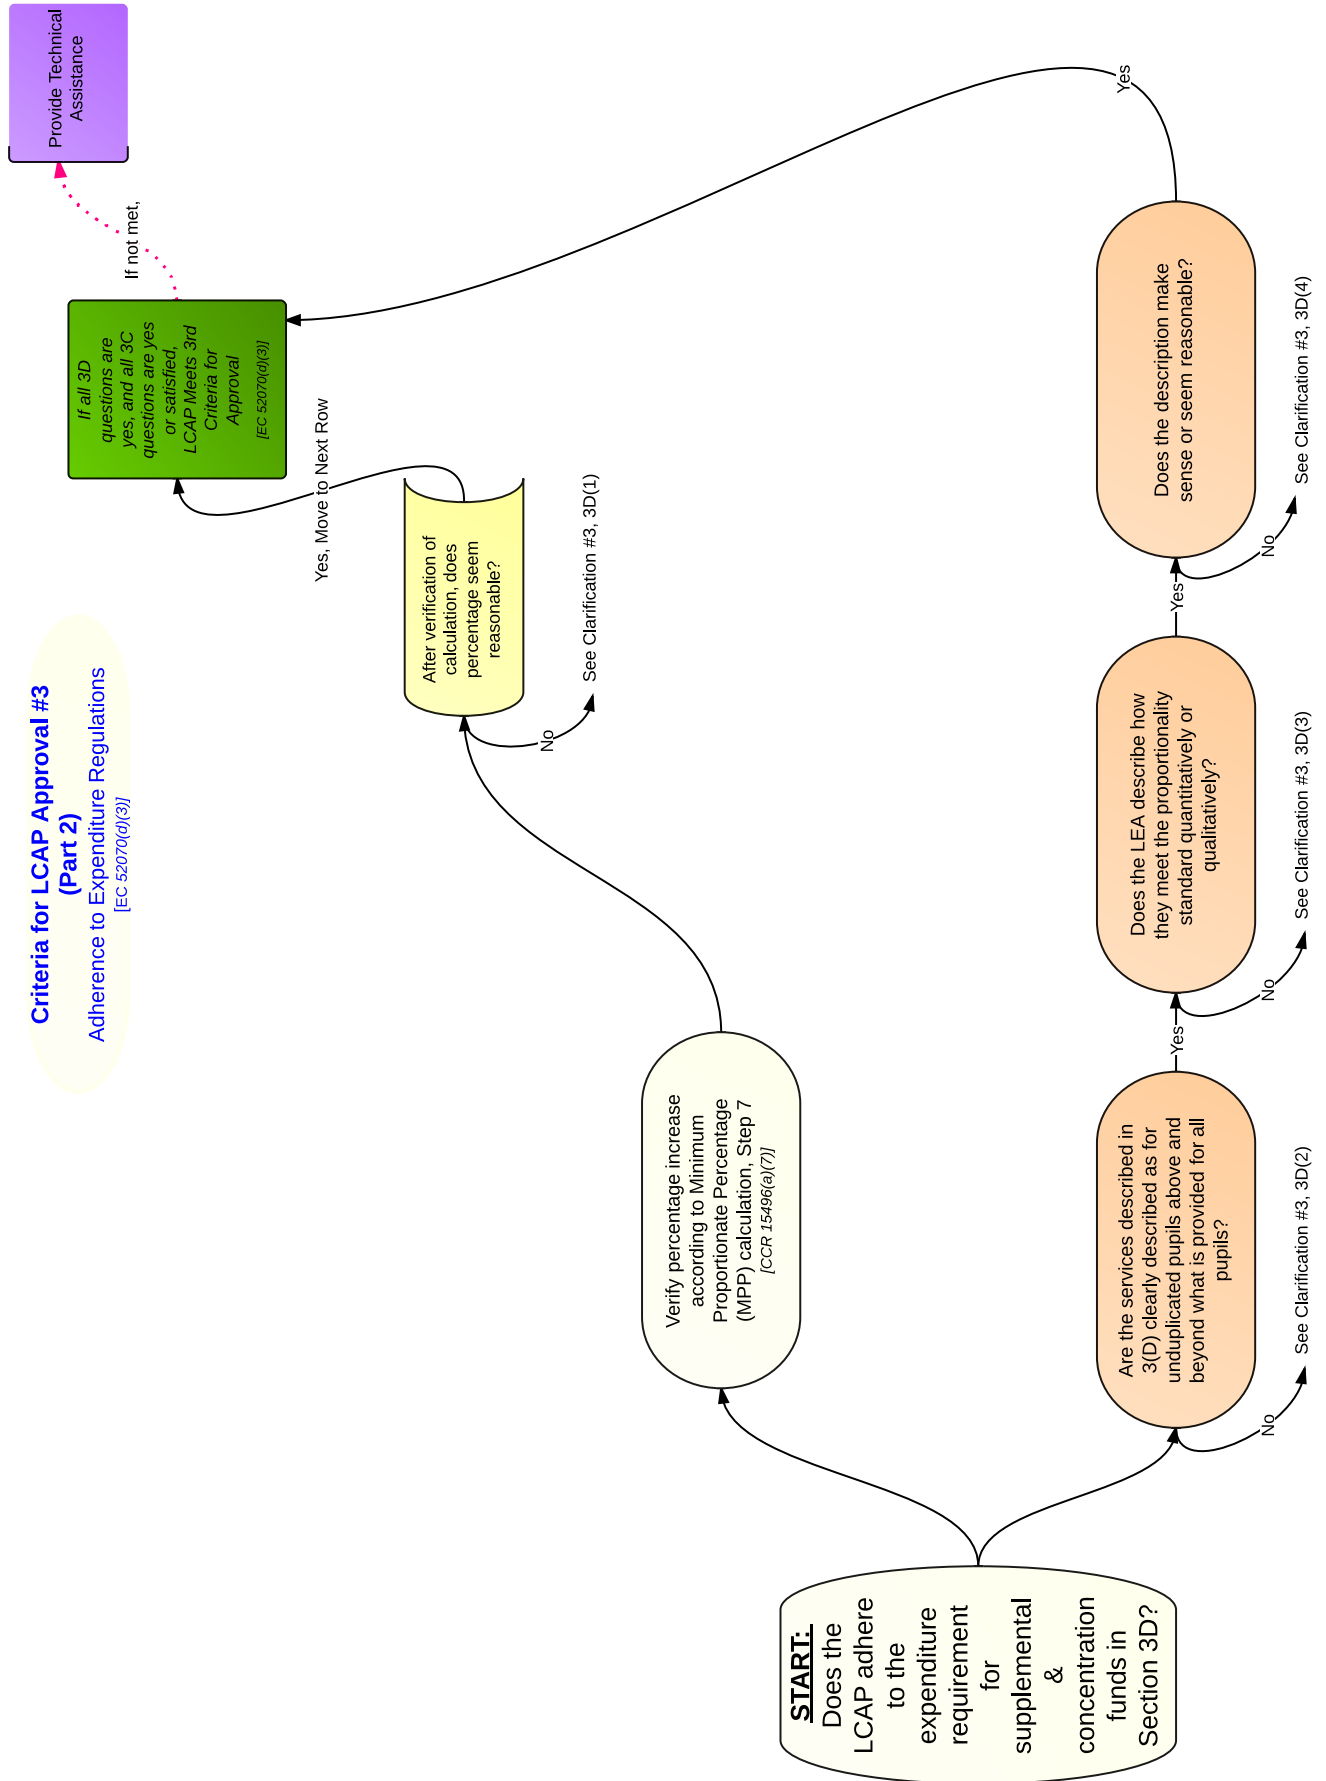 Criteria for LCAP Approval #3
(Part 2)
Adherence to Expenditure Regulations
[EC 52070(d)(3)]
START:
Does the
LCAP adhere
to the
expenditure
requirement
for
supplemental
&
concentration
funds in
Section 3D?
Verify percentage increase
according to Minimum
Proportionate Percentage
(MPP) calculation, Step 7
[CCR 15496(a)(7)]
No
See Clarification #3, 3D(1)
After verification of
calculation, does
percentage seem
reasonable?
Yes, Move to Next Row
If all 3D
questions are
yes, and all 3C
questions are yes
or satisfied,
LCAP Meets 3rd
Criteria for
Approval
[EC 52070(d)(3)]
If not met,
Provide Technical
Assistance
Are the services described in
3(D) clearly described as for
unduplicated pupils above and
beyond what is provided for all
pupils?
No
See Clarification #3, 3D(2)
Yes
Does the LEA describe how
they meet the proportionality
standard quantitatively or
qualitatively?
No
See Clarification #3, 3D(3)
Yes
Does the description make
sense or seem reasonable?
No
See Clarification #3, 3D(4)
Yes